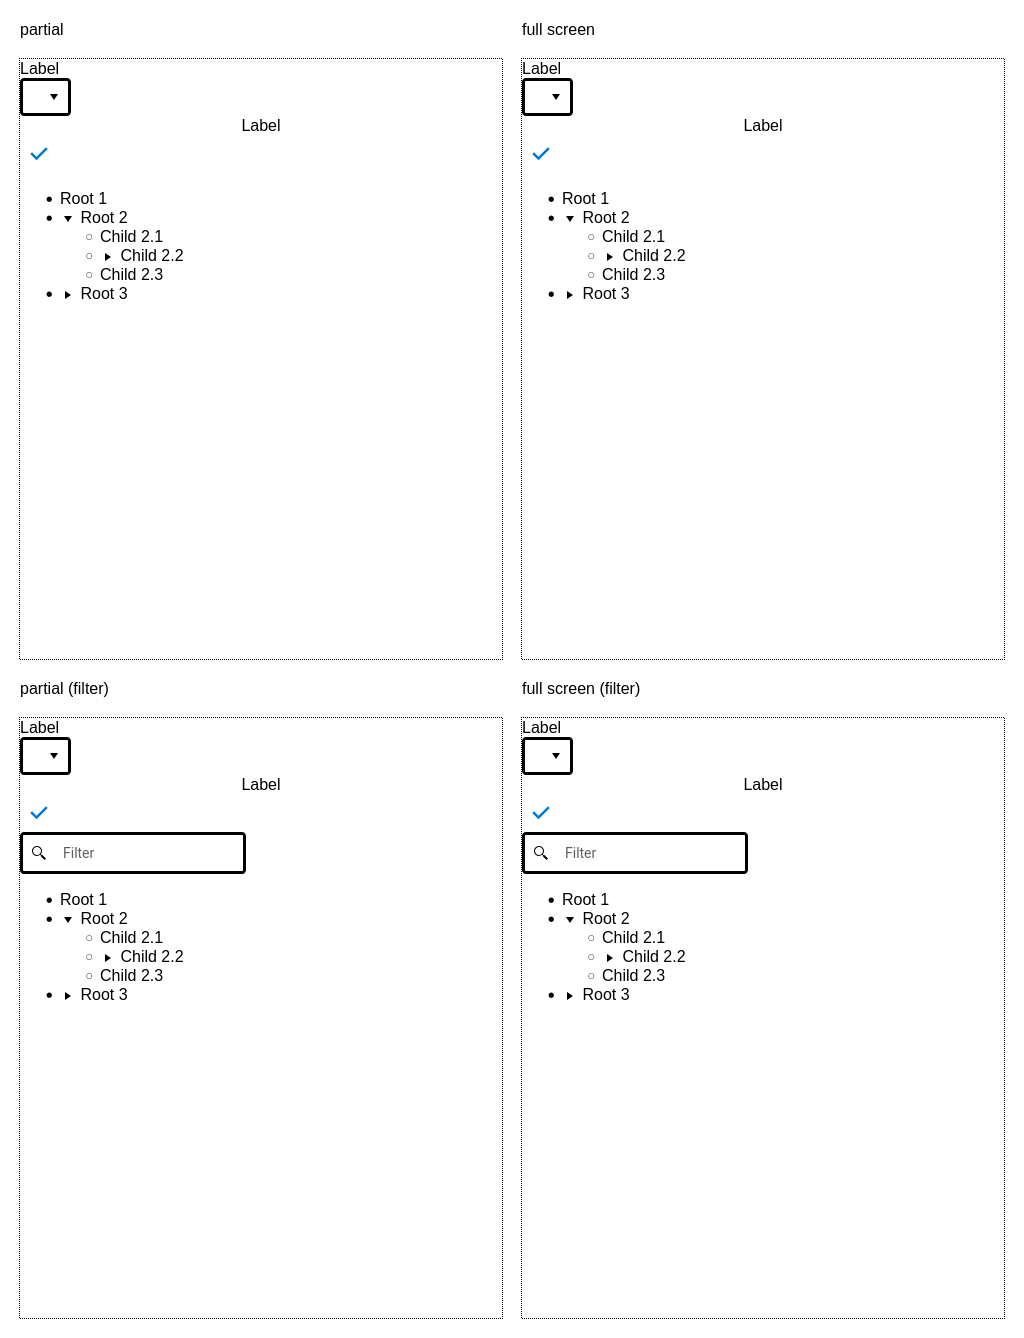 partial
Label
Label
Root 1
Root 2
Child 2.1
Child 2.2
Child 2.3
Root 3
full screen
Label
Label
Root 1
Root 2
Child 2.1
Child 2.2
Child 2.3
Root 3
partial (filter)
Label
Label
Filter
Root 1
Root 2
Child 2.1
Child 2.2
Child 2.3
Root 3
full screen (filter)
Label
Label
Filter
Root 1
Root 2
Child 2.1
Child 2.2
Child 2.3
Root 3